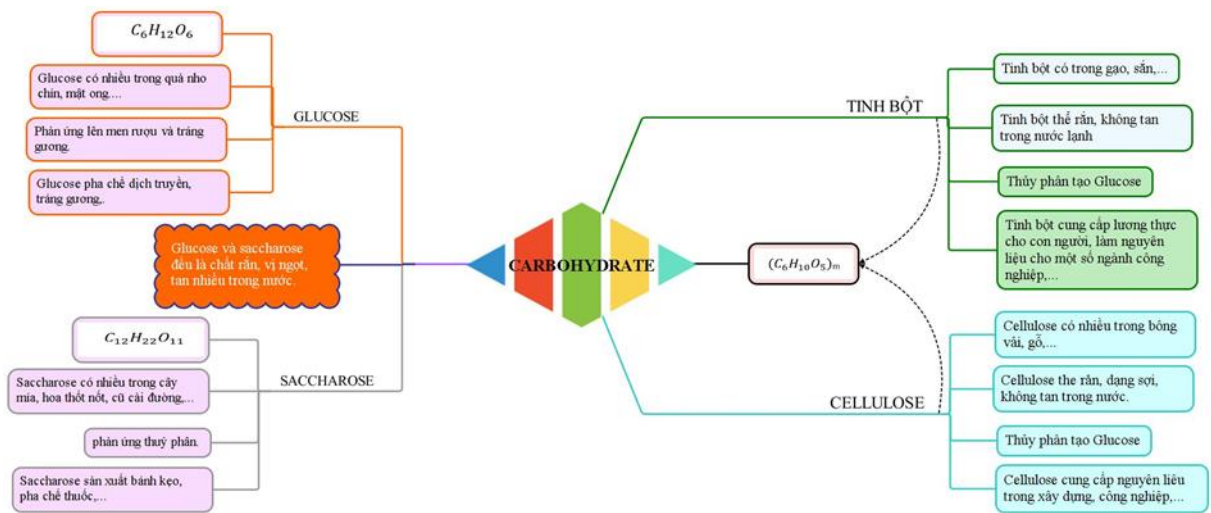 C₆H₁₂O₆
Glucose có nhiều trong quả nho
chín, mật ong....
Phản ứng lên men rượu và tráng
gương.
Glucose pha chế dịch truyền,
tráng gương,.
GLUCOSE
Glucose và saccharose
đều là chất rắn, vị ngọt,
tan nhiều trong nước.
C₁₂H₂₂O₁₁
Saccharose có nhiều trong cây
mía, hoa thốt nốt, cũ cải đường,...
phản ứng thuỷ phân.
Saccharose sản xuất bánh kẹo,
pha chế thuốc,...
SACCHAROSE
CARBOHYDRATE
(C₆H₁₀O₅)ₘ
TINH BỘT
Tinh bột có trong gạo, sắn,...
Tinh bột thể rắn, không tan
trong nước lạnh
Thủy phân tạo Glucose
Tinh bột cung cấp lương thực
cho con người, làm nguyên
liệu cho một số ngành công
nghiệp,...
CELLULOSE
Cellulose có nhiều trong bông
vải, gỗ,...
Cellulose the rắn, dạng sợi,
không tan trong nước.
Thủy phân tạo Glucose
Cellulose cung cấp nguyên liêu
trong xây dựng, công nghiệp,...